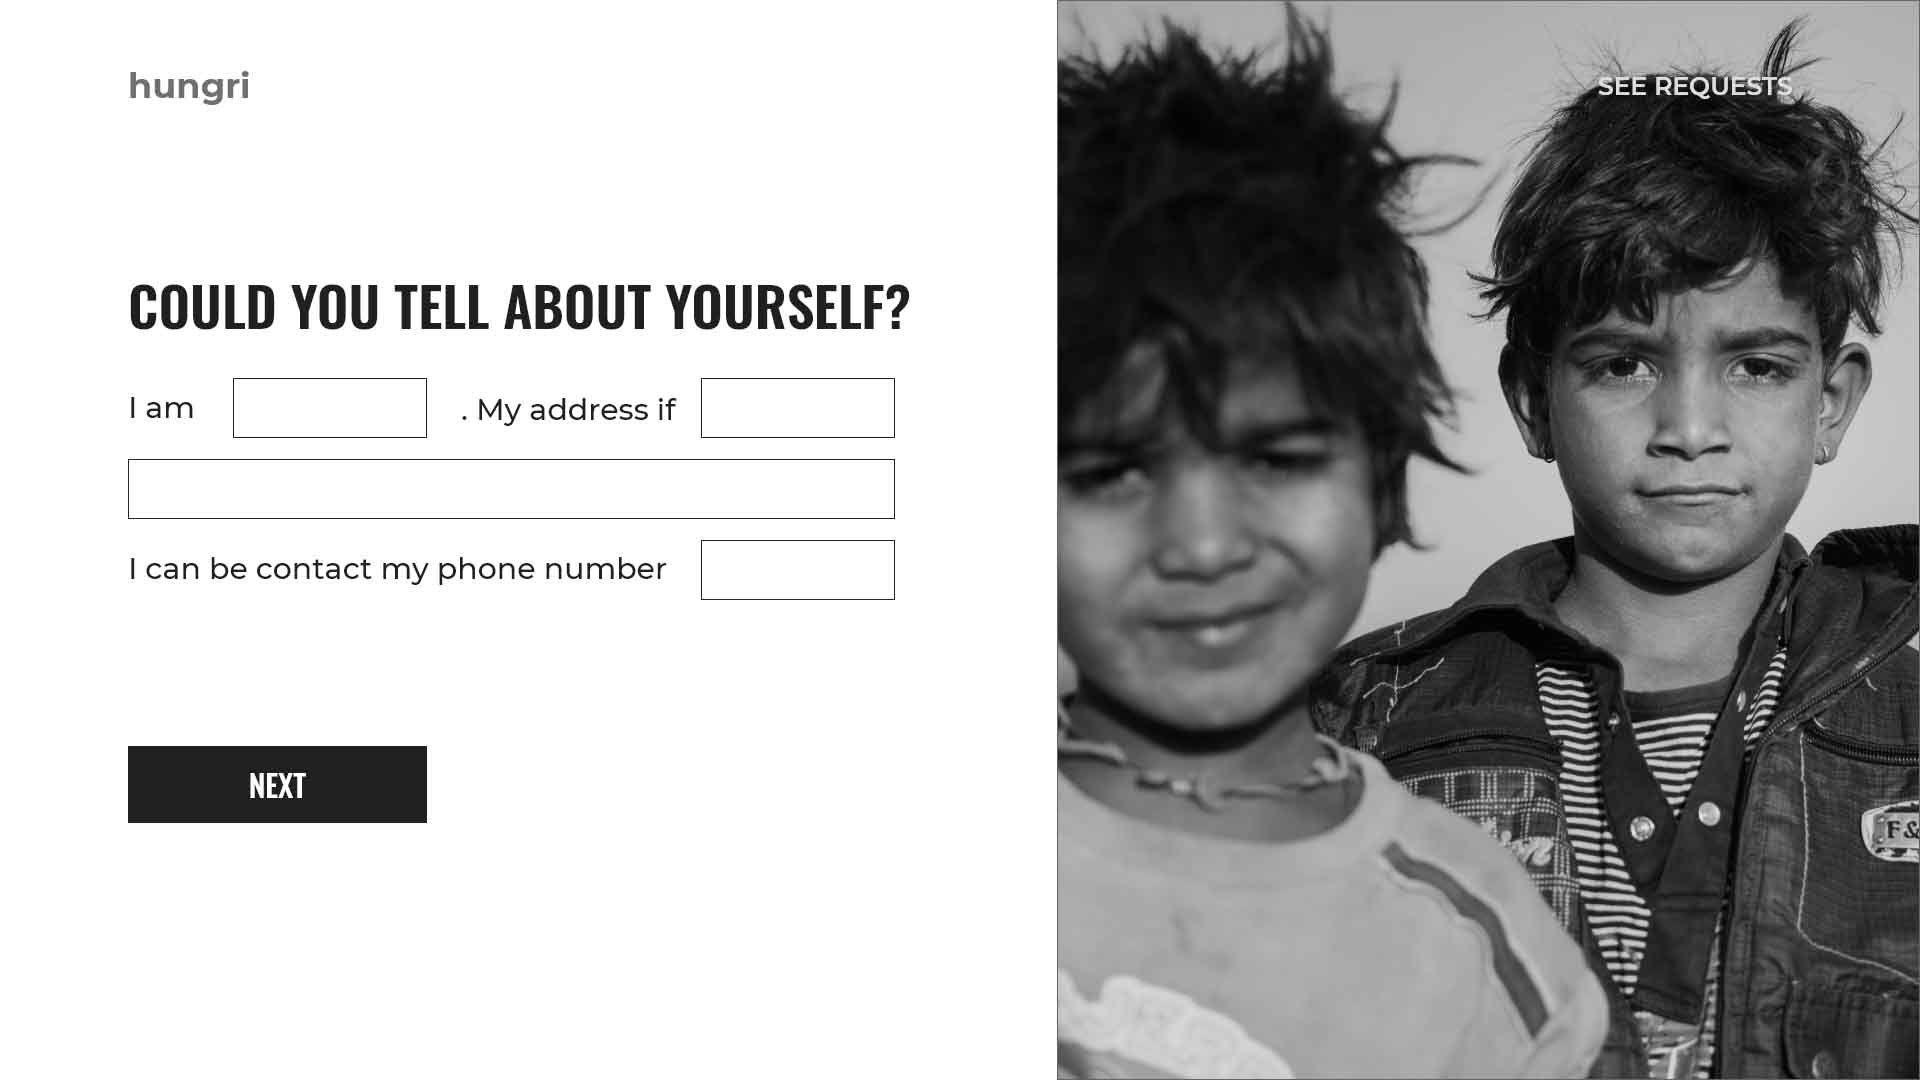 hungri
SEE REQUESTS
COULD YOU TELL ABOUT YOURSELF?
I am
. My address if
I can be contact my phone number
NEXT
F &